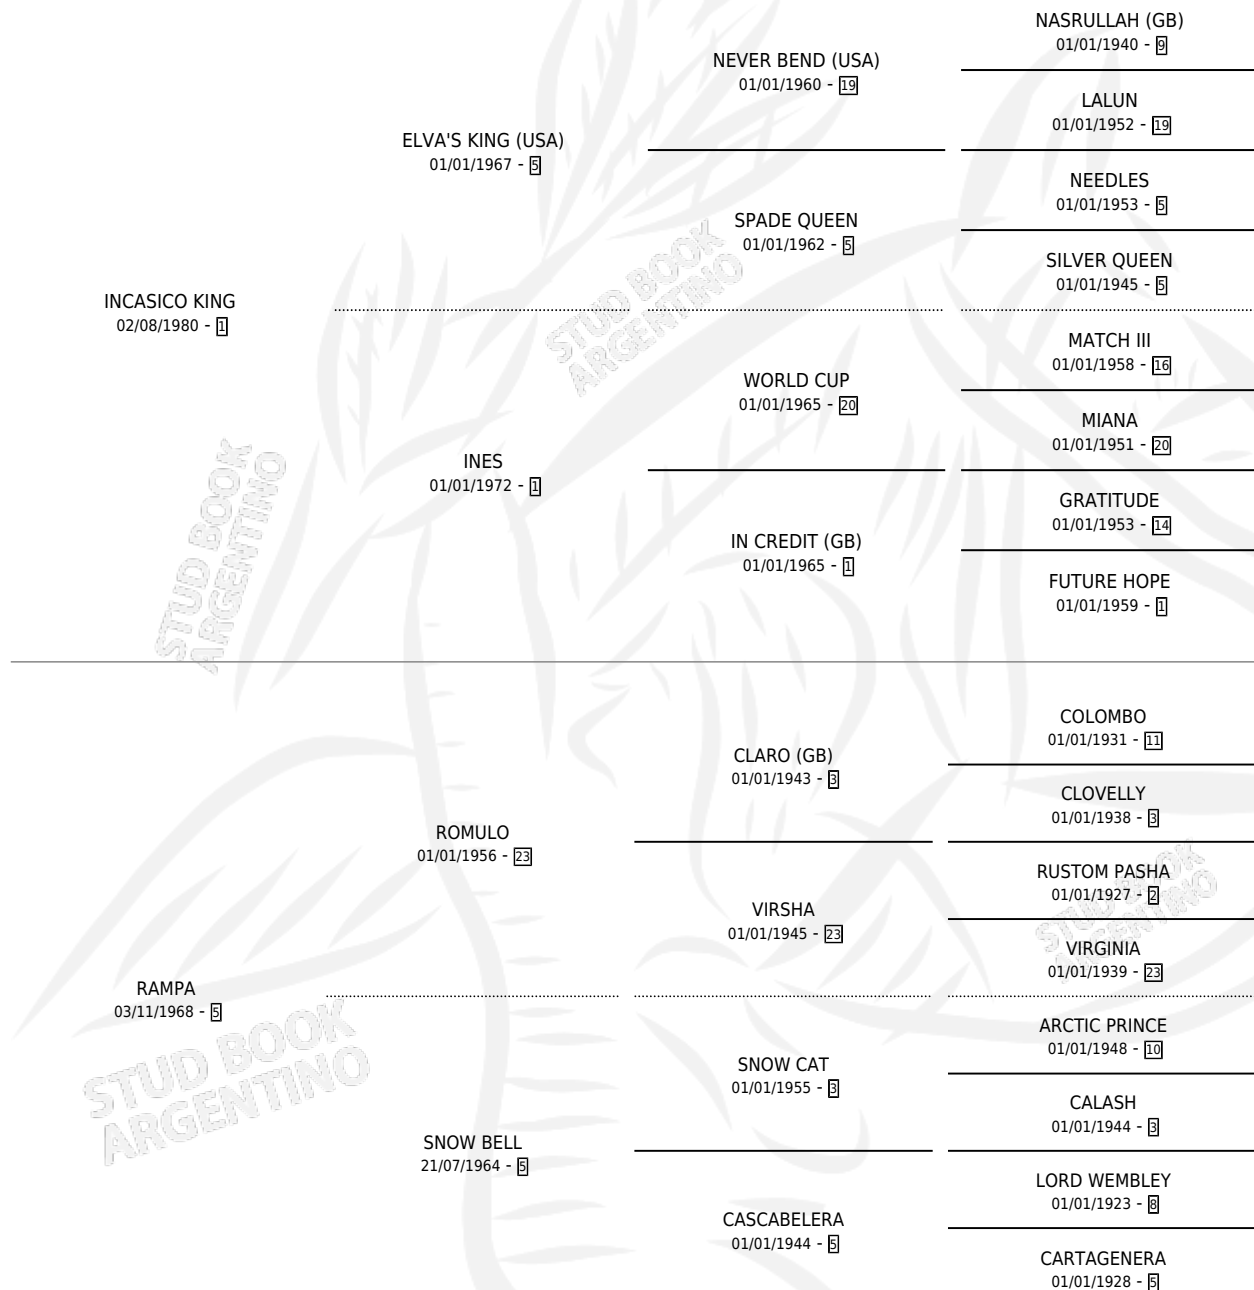 NASRULLAH (GB)
01/01/1940 - 9
NEVER BEND (USA)
01/01/1960 - 19
LALUN
01/01/1952 - 19
ELVA'S KING (USA)
01/01/1967 - 5
NEEDLES
01/01/1953 - 5
SPADE QUEEN
01/01/1962 - 5
SILVER QUEEN
01/01/1945 - 5
INCASICO KING
02/08/1980 - 1
MATCH III
01/01/1958 - 16
WORLD CUP
01/01/1965 - 20
MIANA
01/01/1951 - 20
INES
01/01/1972 - 1
GRATITUDE
01/01/1953 - 14
IN CREDIT (GB)
01/01/1965 - 1
FUTURE HOPE
01/01/1959 - 1
COLOMBO
01/01/1931 - 11
CLARO (GB)
01/01/1943 - 3
CLOVELLY
01/01/1938 - 3
ROMULO
01/01/1956 - 23
RUSTOM PASHA
01/01/1927 - 2
VIRSHA
01/01/1945 - 23
VIRGINIA
01/01/1939 - 23
RAMPA
03/11/1968 - 5
ARCTIC PRINCE
01/01/1948 - 10
SNOW CAT
01/01/1955 - 3
CALASH
01/01/1944 - 3
SNOW BELL
21/07/1964 - 5
LORD WEMBLEY
01/01/1923 - 8
CASCABELERA
01/01/1944 - 5
CARTAGENERA
01/01/1928 - 5
STUD BOOK
ARGENTINO
STUD BOOK
ARGENTINO
STUD BOOK
ARGENTINO
STUD BOOK
ARGENTINO